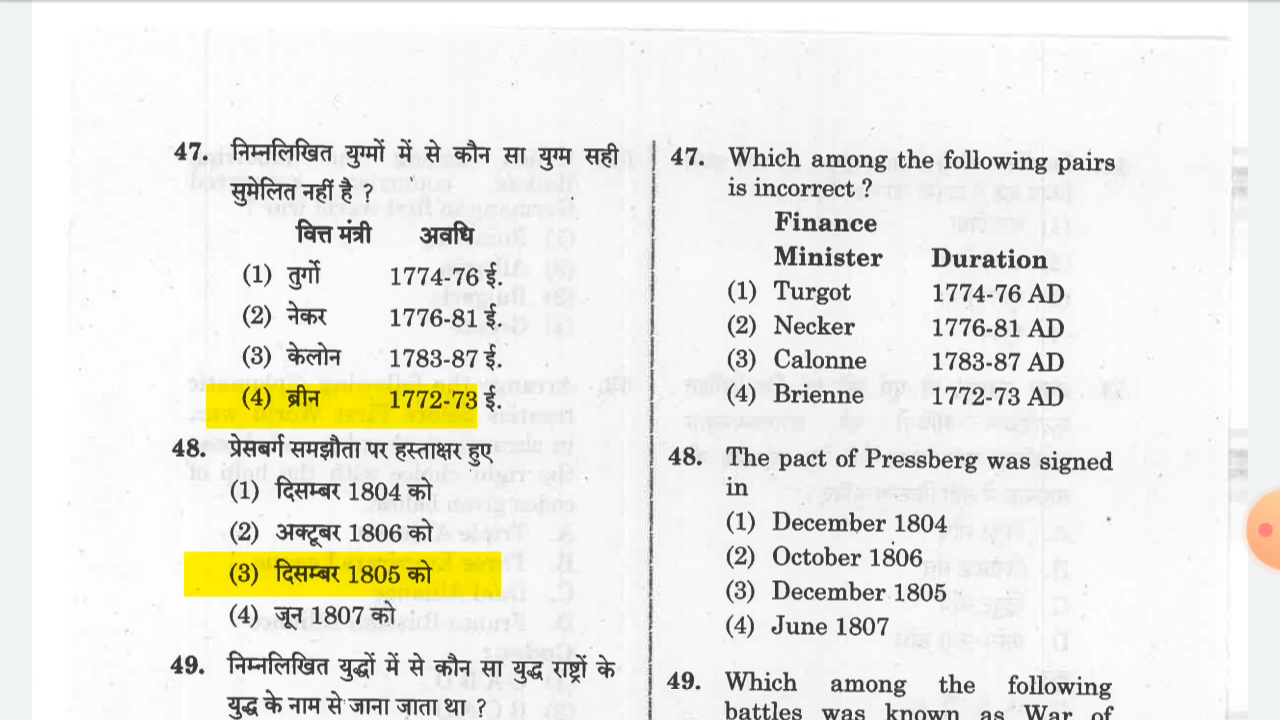 47. निम्नलिखित युग्मों में से कौन सा युग्म सही
सुमेलित नहीं है ?
वित्त मंत्री अवधि
(1) तुर्गो 1774-76 ई.
(2) नेकर 1776-81 ई.
(3) केलोन 1783-87 ई.
(4) ब्रीन 1772-73 ई.
48. प्रेसबर्ग समझौता पर हस्ताक्षर हुए
(1) दिसम्बर 1804 को
(2) अक्टूबर 1806 को
(3) दिसम्बर 1805 को
(4) जून 1807 को
49. निम्नलिखित युद्धों में से कौन सा युद्ध राष्ट्रों के
युद्ध के नाम से जाना जाता था ?
47. Which among the following pairs
is incorrect ?
Finance
Minister Duration
(1) Turgot 1774-76 AD
(2) Necker 1776-81 AD
(3) Calonne 1783-87 AD
(4) Brienne 1772-73 AD
48. The pact of Pressberg was signed
in
(1) December 1804
(2) October 1806
(3) December 1805
(4) June 1807
49. Which among the following
battles was known as War of